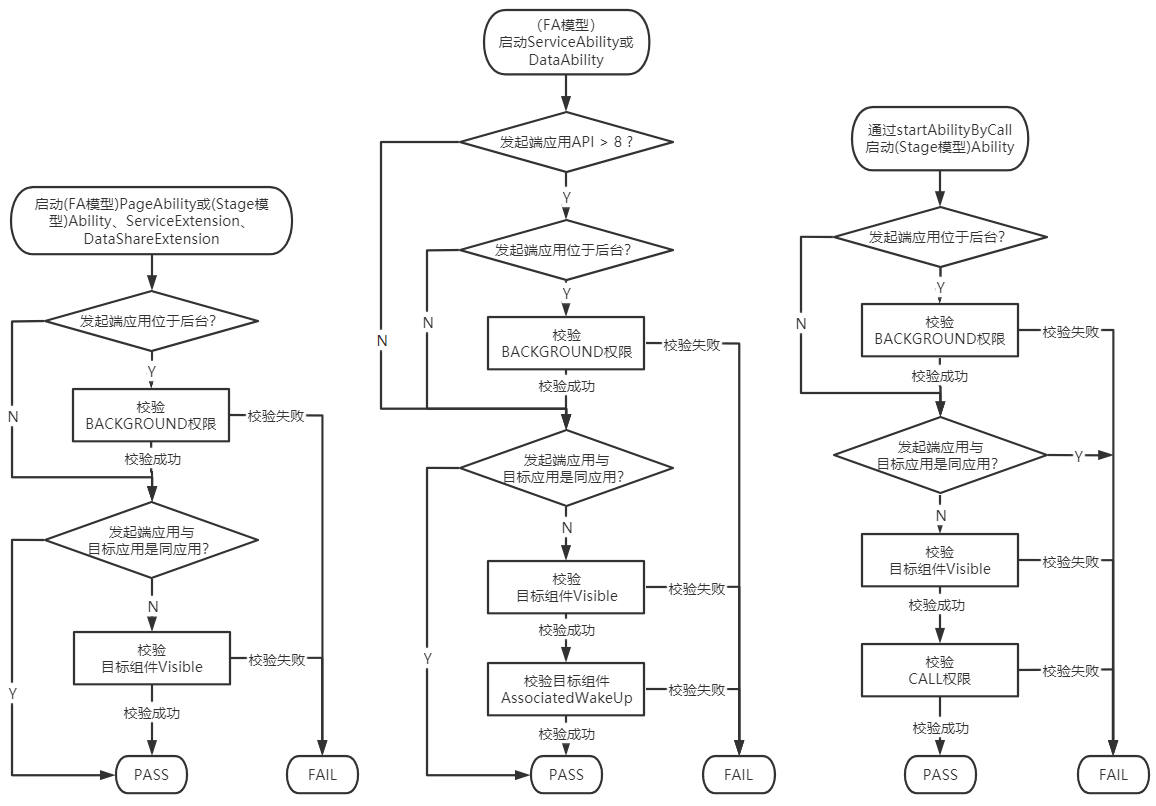 启动(FA模型)PageAbility或(Stage模
型)Ability、ServiceExtension、
DataShareExtension
发起端应用位于后台?
Y
N
校验
BACKGROUND权限
校验失败
校验成功
发起端应用与
目标应用是同应用?
N
Y
校验
目标组件Visible
校验失败
校验成功
PASS
FAIL
(FA模型)
启动ServiceAbility或
DataAbility
发起端应用API > 8 ?
Y
N
发起端应用位于后台?
Y
N
校验
BACKGROUND权限
校验失败
校验成功
发起端应用与
目标应用是同应用?
N
Y
校验
目标组件Visible
校验失败
校验成功
校验目标组件
AssociatedWakeUp
校验失败
校验成功
PASS
FAIL
通过startAbilityByCall
启动(Stage模型)Ability
发起端应用位于后台?
Y
N
校验
BACKGROUND权限
校验失败
校验成功
发起端应用与
目标应用是同应用?
Y
N
校验
目标组件Visible
校验失败
校验成功
校验
CALL权限
校验失败
校验成功
PASS
FAIL